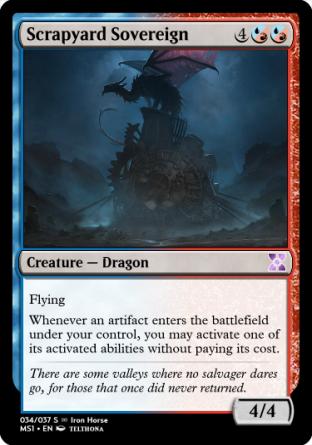 Scrapyard Sovereign 4
Creature — Dragon
Flying
Whenever an artifact enters the battlefield
under your control, you may activate one of
its activated abilities without paying its cost.
There are some valleys where no salvager dares
go, for those that once did never returned.
4/4
034/037 S Iron Horse
MS1 • EN TELTHONA